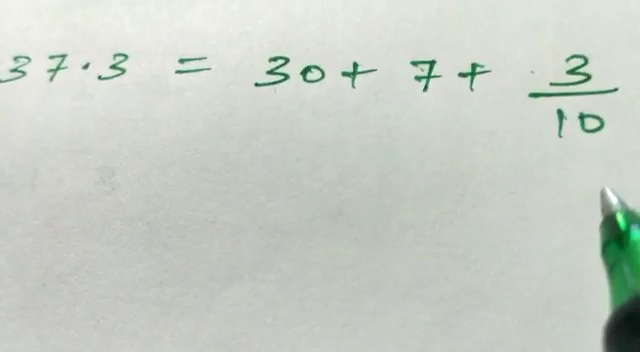 37·3 = 30 + 7 + 3/10